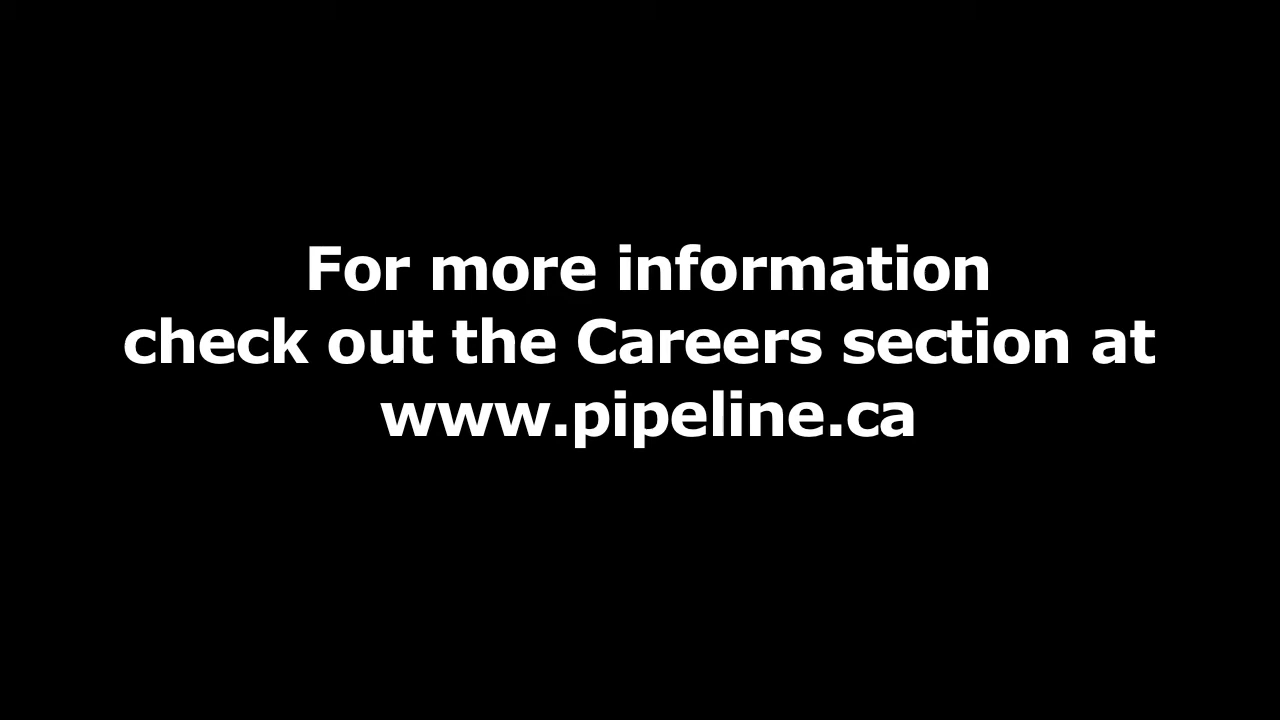 For more information
check out the Careers section at
www.pipeline.ca